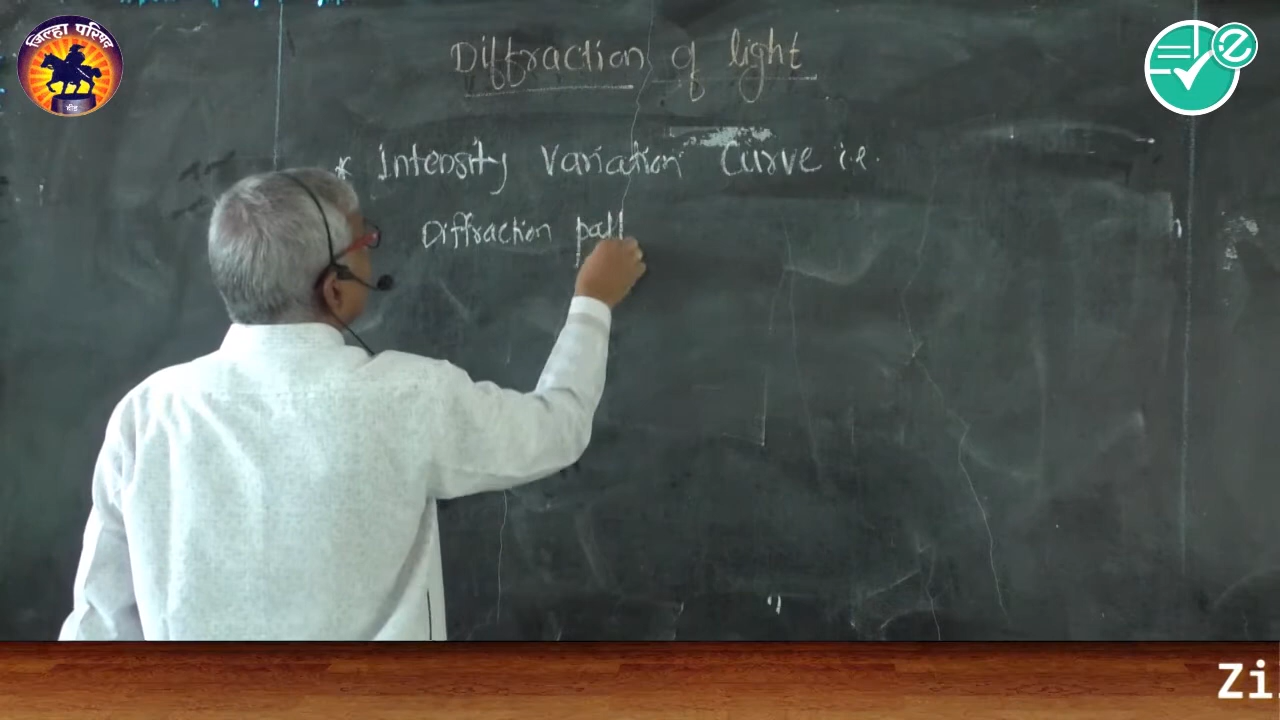 जिल्हा परिषद
बीड
Diffraction of light
* Intensity Variation Curve i.e.
Diffraction patt
Zi